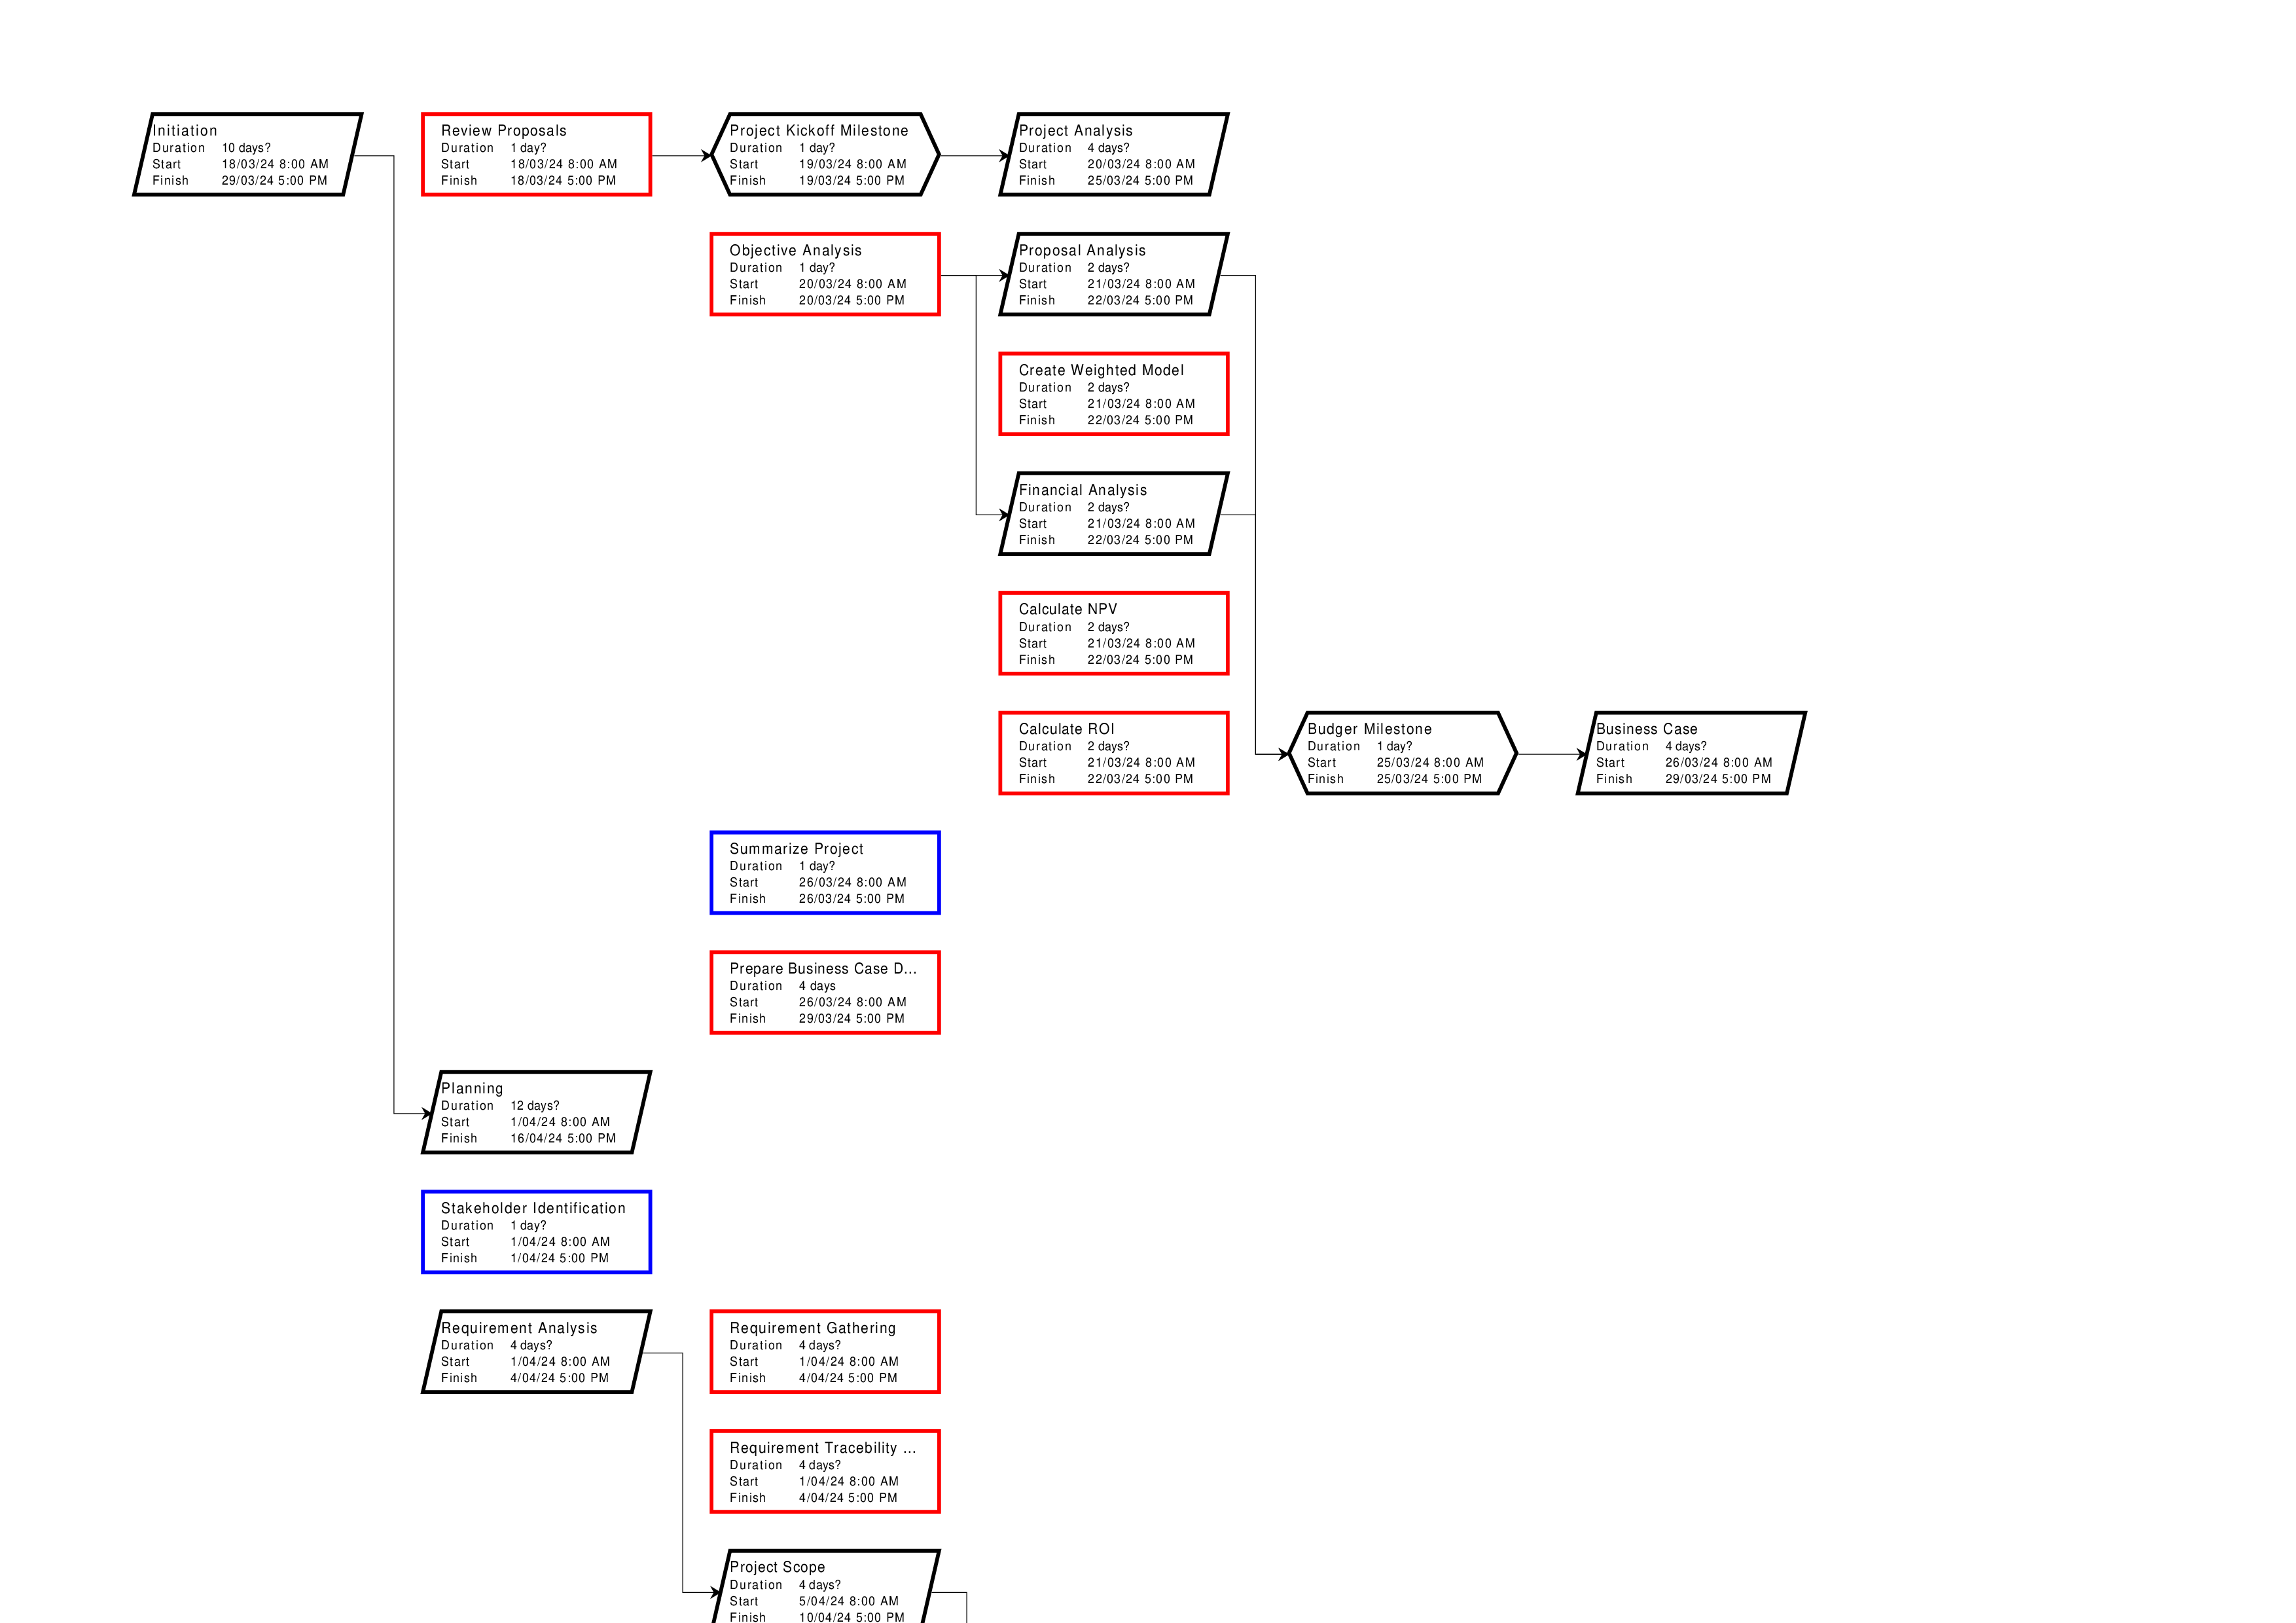 Initiation
Duration 10 days?
Start 18/03/24 8:00 AM
Finish 29/03/24 5:00 PM
Review Proposals
Duration 1 day?
Start 18/03/24 8:00 AM
Finish 18/03/24 5:00 PM
Project Kickoff Milestone
Duration 1 day?
Start 19/03/24 8:00 AM
Finish 19/03/24 5:00 PM
Project Analysis
Duration 4 days?
Start 20/03/24 8:00 AM
Finish 25/03/24 5:00 PM
Objective Analysis
Duration 1 day?
Start 20/03/24 8:00 AM
Finish 20/03/24 5:00 PM
Proposal Analysis
Duration 2 days?
Start 21/03/24 8:00 AM
Finish 22/03/24 5:00 PM
Create Weighted Model
Duration 2 days?
Start 21/03/24 8:00 AM
Finish 22/03/24 5:00 PM
Financial Analysis
Duration 2 days?
Start 21/03/24 8:00 AM
Finish 22/03/24 5:00 PM
Calculate NPV
Duration 2 days?
Start 21/03/24 8:00 AM
Finish 22/03/24 5:00 PM
Calculate ROI
Duration 2 days?
Start 21/03/24 8:00 AM
Finish 22/03/24 5:00 PM
Budger Milestone
Duration 1 day?
Start 25/03/24 8:00 AM
Finish 25/03/24 5:00 PM
Business Case
Duration 4 days?
Start 26/03/24 8:00 AM
Finish 29/03/24 5:00 PM
Summarize Project
Duration 1 day?
Start 26/03/24 8:00 AM
Finish 26/03/24 5:00 PM
Prepare Business Case D...
Duration 4 days
Start 26/03/24 8:00 AM
Finish 29/03/24 5:00 PM
Planning
Duration 12 days?
Start 1/04/24 8:00 AM
Finish 16/04/24 5:00 PM
Stakeholder Identification
Duration 1 day?
Start 1/04/24 8:00 AM
Finish 1/04/24 5:00 PM
Requirement Analysis
Duration 4 days?
Start 1/04/24 8:00 AM
Finish 4/04/24 5:00 PM
Requirement Gathering
Duration 4 days?
Start 1/04/24 8:00 AM
Finish 4/04/24 5:00 PM
Requirement Tracebility ...
Duration 4 days?
Start 1/04/24 8:00 AM
Finish 4/04/24 5:00 PM
Project Scope
Duration 4 days?
Start 5/04/24 8:00 AM
Finish 10/04/24 5:00 PM